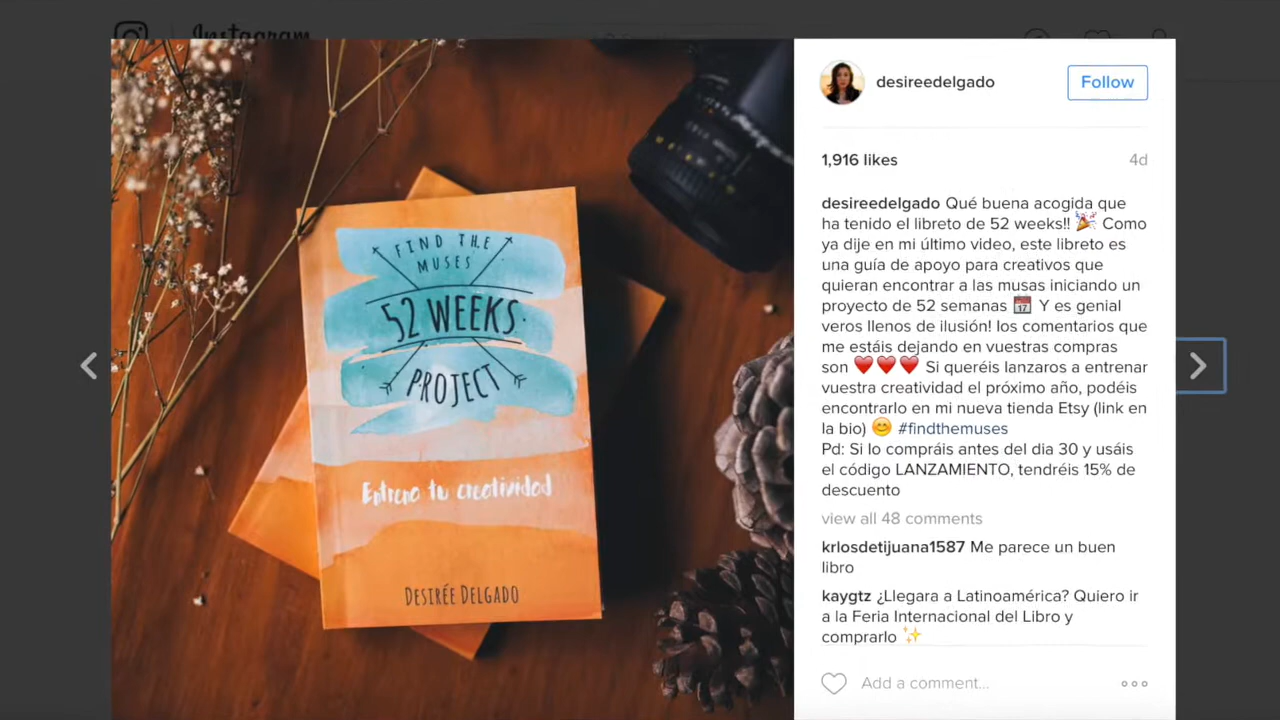 Instagram
FIND THE
MUSES
52 WEEKS
PROJECT
Entrena tu creatividad
DESIRÉE DELGADO
desireedelgado
Follow
1,916 likes
4d
desireedelgado Qué buena acogida que
ha tenido el libreto de 52 weeks!! 🎉 Como
ya dije en mi último video, este libreto es
una guía de apoyo para creativos que
quieran encontrar a las musas iniciando un
proyecto de 52 semanas 📅 Y es genial
veros llenos de ilusión! los comentarios que
me estáis dejando en vuestras compras
son ❤️❤️❤️ Si queréis lanzaros a entrenar
vuestra creatividad el próximo año, podéis
encontrarlo en mi nueva tienda Etsy (link en
la bio) 😊 #findthemuses
Pd: Si lo compráis antes del dia 30 y usáis
el código LANZAMIENTO, tendréis 15% de
descuento
view all 48 comments
krlosdetijuana1587 Me parece un buen
libro
kaygtz ¿Llegara a Latinoamérica? Quiero ir
a la Feria Internacional del Libro y
comprarlo ✨
Add a comment...